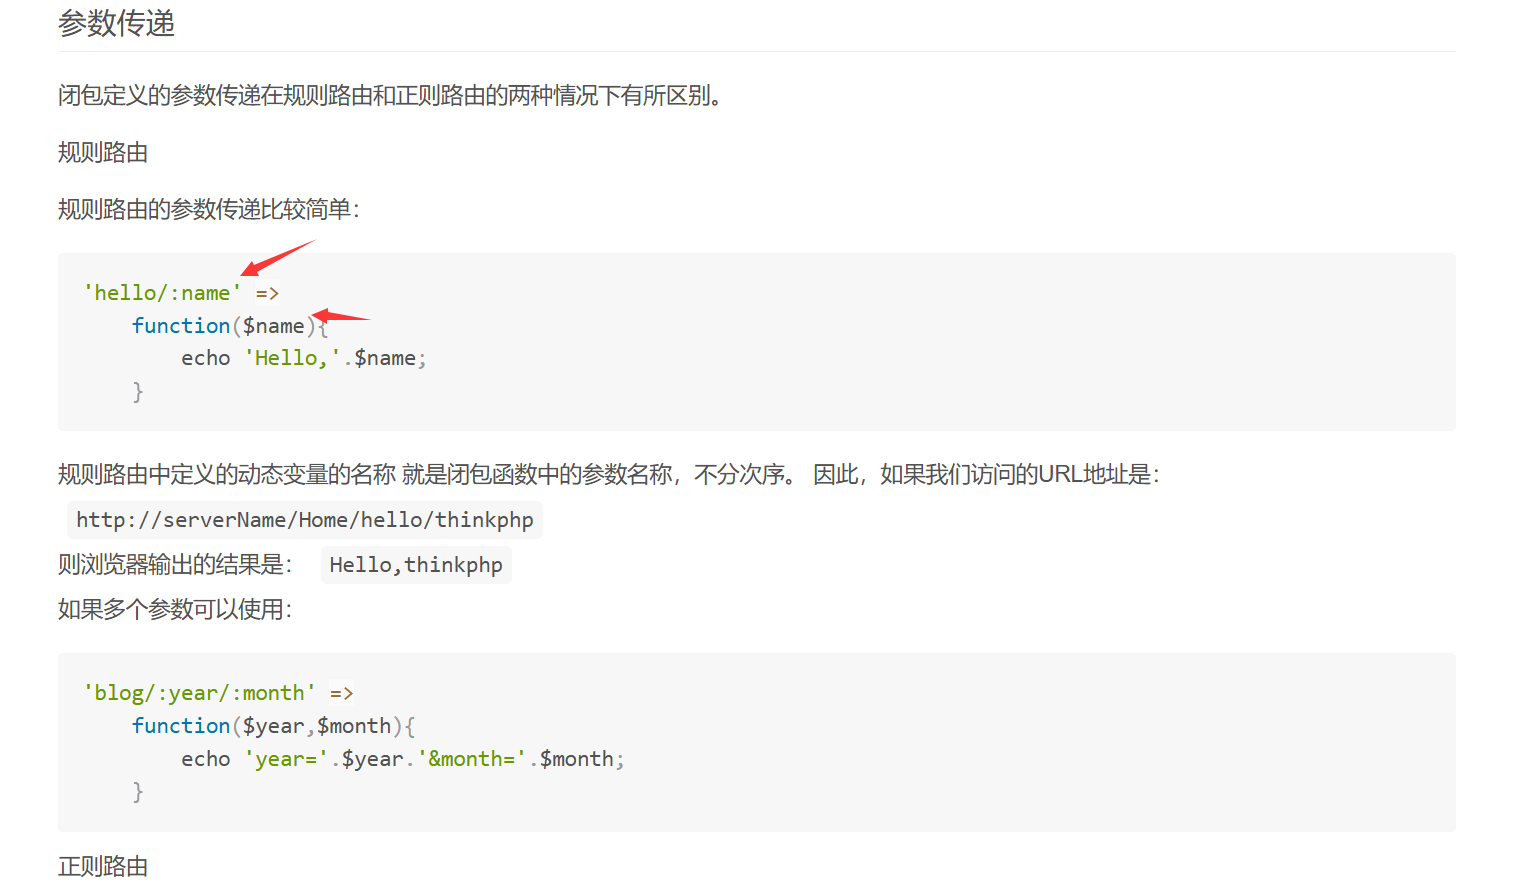 参数传递
闭包定义的参数传递在规则路由和正则路由的两种情况下有所区别。
规则路由
规则路由的参数传递比较简单：
'hello/:name' =>
function($name){
echo 'Hello,'.$name;
}
规则路由中定义的动态变量的名称 就是闭包函数中的参数名称，不分次序。 因此，如果我们访问的URL地址是：
http://serverName/Home/hello/thinkphp
则浏览器输出的结果是： Hello,thinkphp
如果多个参数可以使用：
'blog/:year/:month' =>
function($year,$month){
echo 'year='.$year.'&month='.$month;
}
正则路由